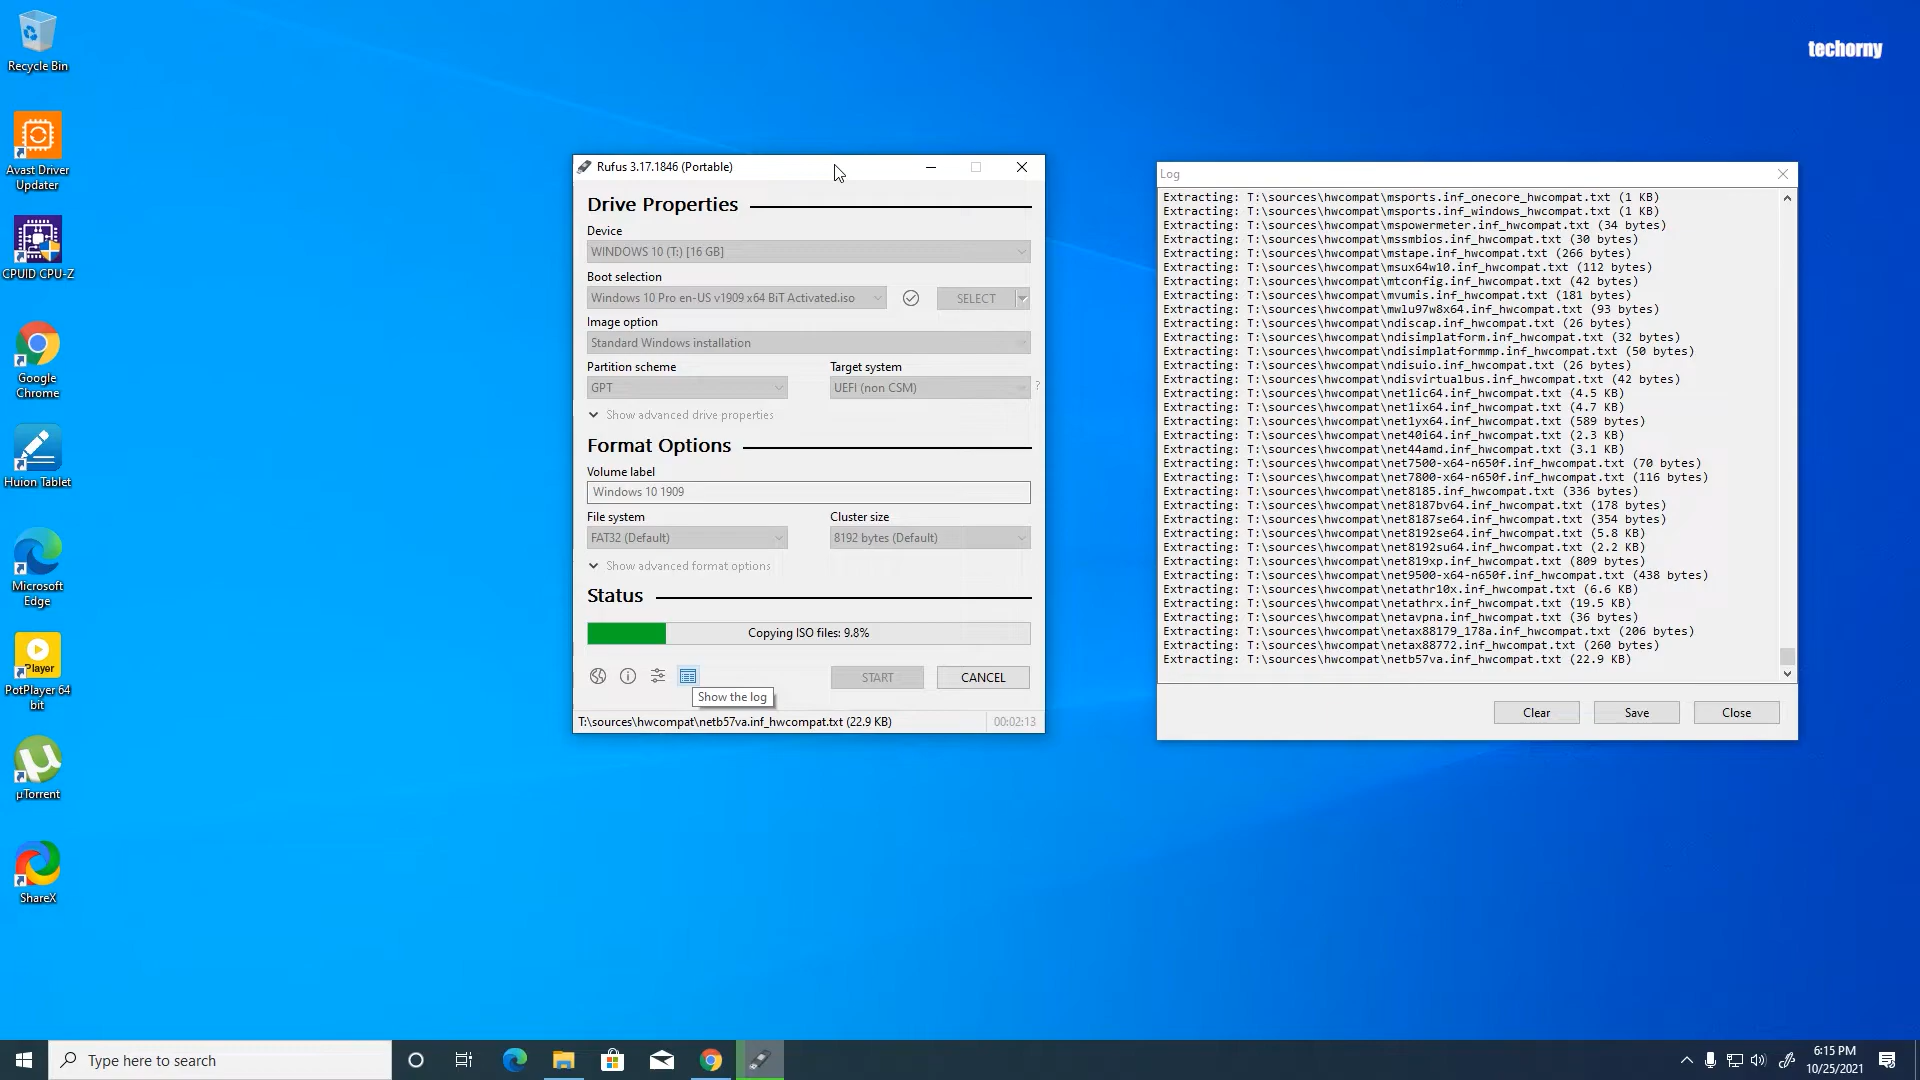 Recycle Bin
Avast Driver
Updater
CPUID CPU-Z
Google
Chrome
Huion Tablet
Microsoft
Edge
Player
PotPlayer 64
bit
µTorrent
ShareX
techorny
Rufus 3.17.1846 (Portable)
Drive Properties
Device
WINDOWS 10 (T:) [16 GB]
Boot selection
Windows 10 Pro en-US v1909 x64 BiT Activated.iso
SELECT
Image option
Standard Windows installation
Partition scheme
Target system
GPT
UEFI (non CSM)
?
Show advanced drive properties
Format Options
Volume label
Windows 10 1909
File system
Cluster size
FAT32 (Default)
8192 bytes (Default)
Show advanced format options
Status
Copying ISO files: 9.8%
START
CANCEL
Show the log
T:\sources\hwcompat\netb57va.inf_hwcompat.txt (22.9 KB)
00:02:13
Log
Extracting: T:\sources\hwcompat\msports.inf_onecore_hwcompat.txt (1 KB)
Extracting: T:\sources\hwcompat\msports.inf_windows_hwcompat.txt (1 KB)
Extracting: T:\sources\hwcompat\mspowermeter.inf_hwcompat.txt (34 bytes)
Extracting: T:\sources\hwcompat\mssmbios.inf_hwcompat.txt (30 bytes)
Extracting: T:\sources\hwcompat\mstape.inf_hwcompat.txt (266 bytes)
Extracting: T:\sources\hwcompat\msux64w10.inf_hwcompat.txt (112 bytes)
Extracting: T:\sources\hwcompat\mtconfig.inf_hwcompat.txt (42 bytes)
Extracting: T:\sources\hwcompat\mvumis.inf_hwcompat.txt (181 bytes)
Extracting: T:\sources\hwcompat\mwlu97w8x64.inf_hwcompat.txt (93 bytes)
Extracting: T:\sources\hwcompat\ndiscap.inf_hwcompat.txt (26 bytes)
Extracting: T:\sources\hwcompat\ndisimplatform.inf_hwcompat.txt (32 bytes)
Extracting: T:\sources\hwcompat\ndisimplatformmp.inf_hwcompat.txt (50 bytes)
Extracting: T:\sources\hwcompat\ndisuio.inf_hwcompat.txt (26 bytes)
Extracting: T:\sources\hwcompat\ndisvirtualbus.inf_hwcompat.txt (42 bytes)
Extracting: T:\sources\hwcompat\net1ic64.inf_hwcompat.txt (4.5 KB)
Extracting: T:\sources\hwcompat\net1ix64.inf_hwcompat.txt (4.7 KB)
Extracting: T:\sources\hwcompat\net1yx64.inf_hwcompat.txt (589 bytes)
Extracting: T:\sources\hwcompat\net40i64.inf_hwcompat.txt (2.3 KB)
Extracting: T:\sources\hwcompat\net44amd.inf_hwcompat.txt (3.1 KB)
Extracting: T:\sources\hwcompat\net7500-x64-n650f.inf_hwcompat.txt (70 bytes)
Extracting: T:\sources\hwcompat\net7800-x64-n650f.inf_hwcompat.txt (116 bytes)
Extracting: T:\sources\hwcompat\net8185.inf_hwcompat.txt (336 bytes)
Extracting: T:\sources\hwcompat\net8187bv64.inf_hwcompat.txt (178 bytes)
Extracting: T:\sources\hwcompat\net8187se64.inf_hwcompat.txt (354 bytes)
Extracting: T:\sources\hwcompat\net8192se64.inf_hwcompat.txt (5.8 KB)
Extracting: T:\sources\hwcompat\net8192su64.inf_hwcompat.txt (2.2 KB)
Extracting: T:\sources\hwcompat\net819xp.inf_hwcompat.txt (809 bytes)
Extracting: T:\sources\hwcompat\net9500-x64-n650f.inf_hwcompat.txt (438 bytes)
Extracting: T:\sources\hwcompat\netathr10x.inf_hwcompat.txt (6.6 KB)
Extracting: T:\sources\hwcompat\netathrx.inf_hwcompat.txt (19.5 KB)
Extracting: T:\sources\hwcompat\netavpna.inf_hwcompat.txt (36 bytes)
Extracting: T:\sources\hwcompat\netax88179_178a.inf_hwcompat.txt (206 bytes)
Extracting: T:\sources\hwcompat\netax88772.inf_hwcompat.txt (260 bytes)
Extracting: T:\sources\hwcompat\netb57va.inf_hwcompat.txt (22.9 KB)
Clear
Save
Close
Type here to search
6:15 PM
10/25/2021